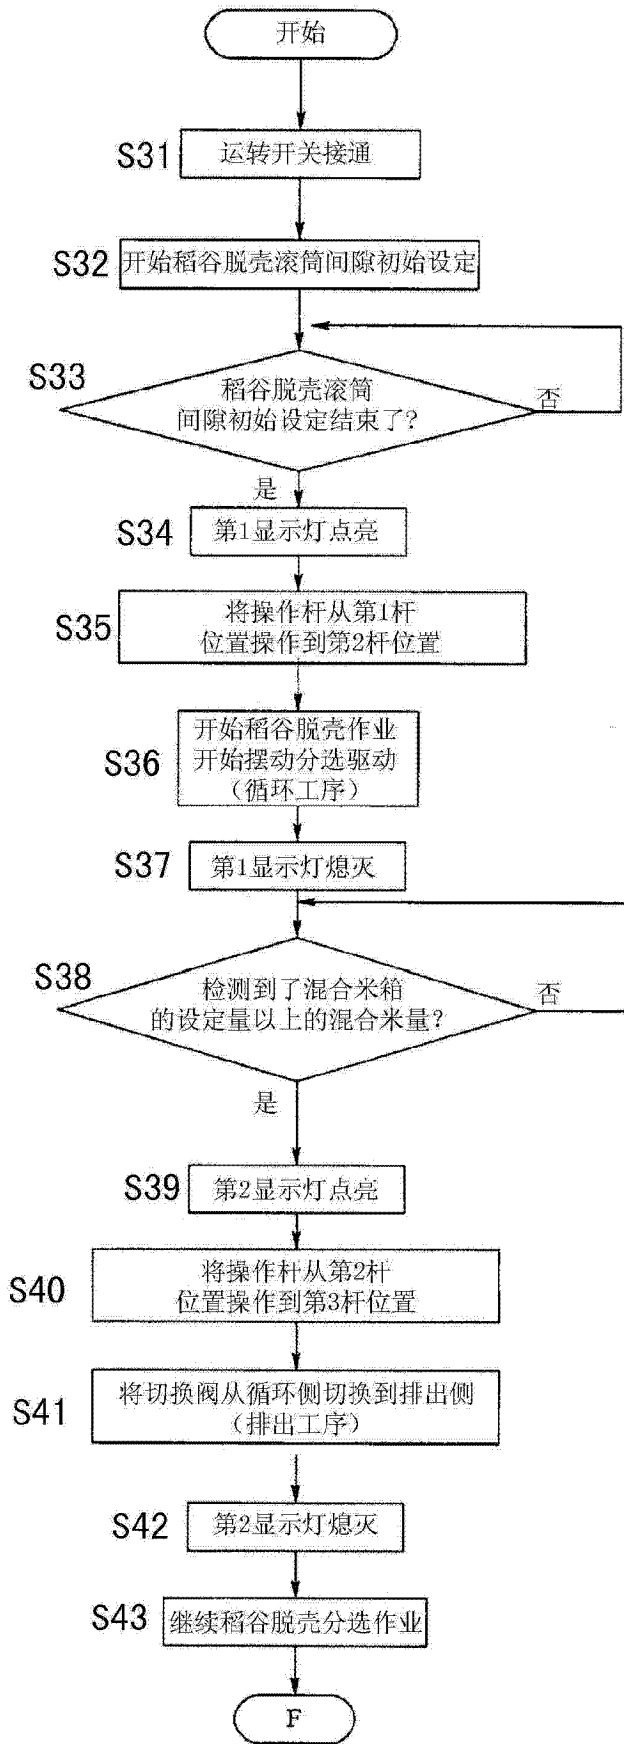 开始
S31
运转开关接通
S32
开始稻谷脱壳滚筒间隙初始设定
S33
稻谷脱壳滚筒
间隙初始设定结束了?
否
是
S34
第1显示灯点亮
S35
将操作杆从第1杆
位置操作到第2杆位置
S36
开始稻谷脱壳作业
开始摆动分选驱动
(循环工序)
S37
第1显示灯熄灭
S38
检测到了混合米箱
的设定量以上的混合米量?
否
是
S39
第2显示灯点亮
S40
将操作杆从第2杆
位置操作到第3杆位置
S41
将切换阀从循环侧切换到排出侧
(排出工序)
S42
第2显示灯熄灭
S43
继续稻谷脱壳分选作业
F